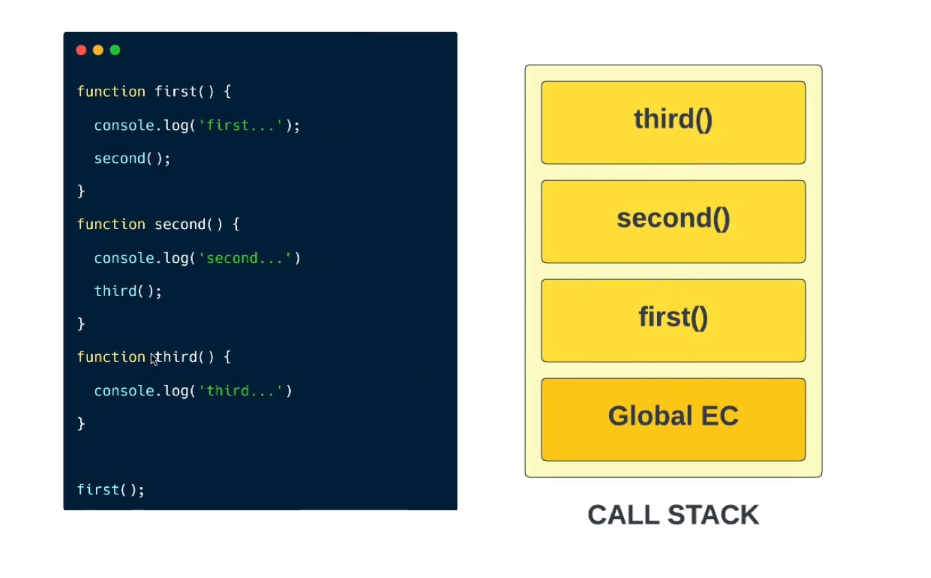 function first() {
console.log('first...');
second();
}
function second() {
console.log('second...')
third();
}
function third() {
console.log('third...')
}
first();
third()
second()
first()
Global EC
CALL STACK